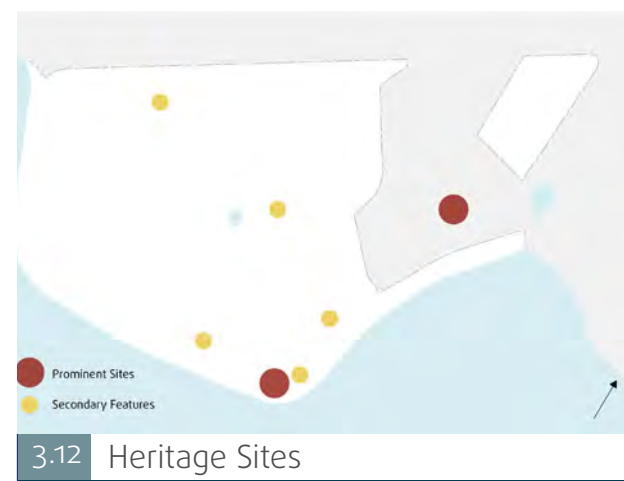 Prominent Sites
Secondary Features
3.12 Heritage Sites